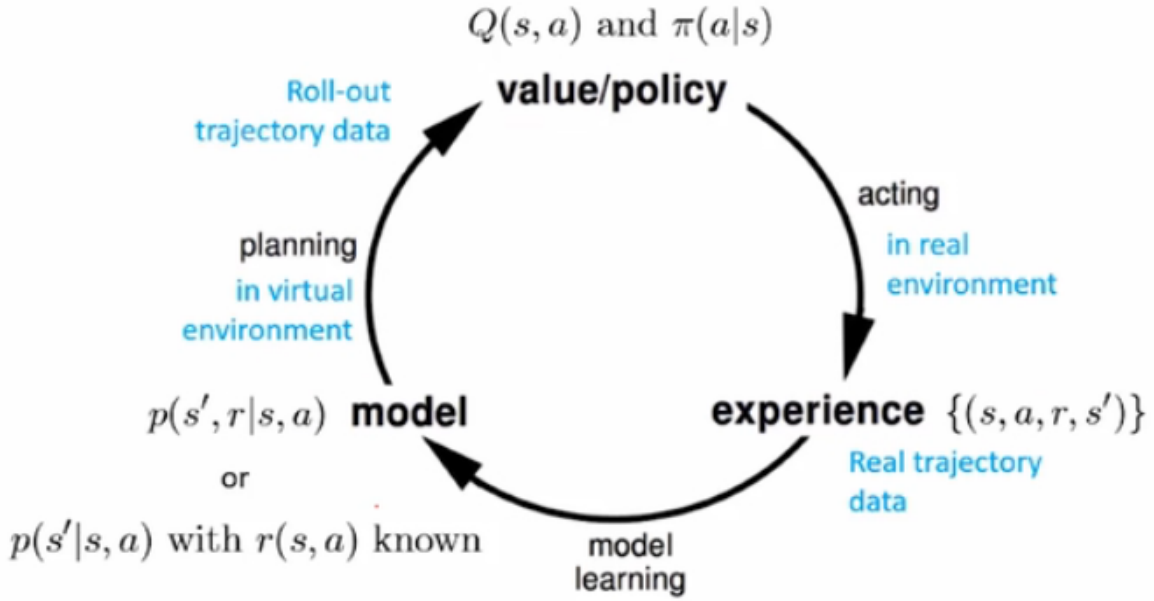 Q(s, a) and π(a|s)
value/policy
Roll-out
trajectory data
acting
in real
environment
planning
in virtual
environment
p(s′, r|s, a) model
experience {(s, a, r, s′)}
Real trajectory
data
or
p(s′|s, a) with r(s, a) known
model
learning